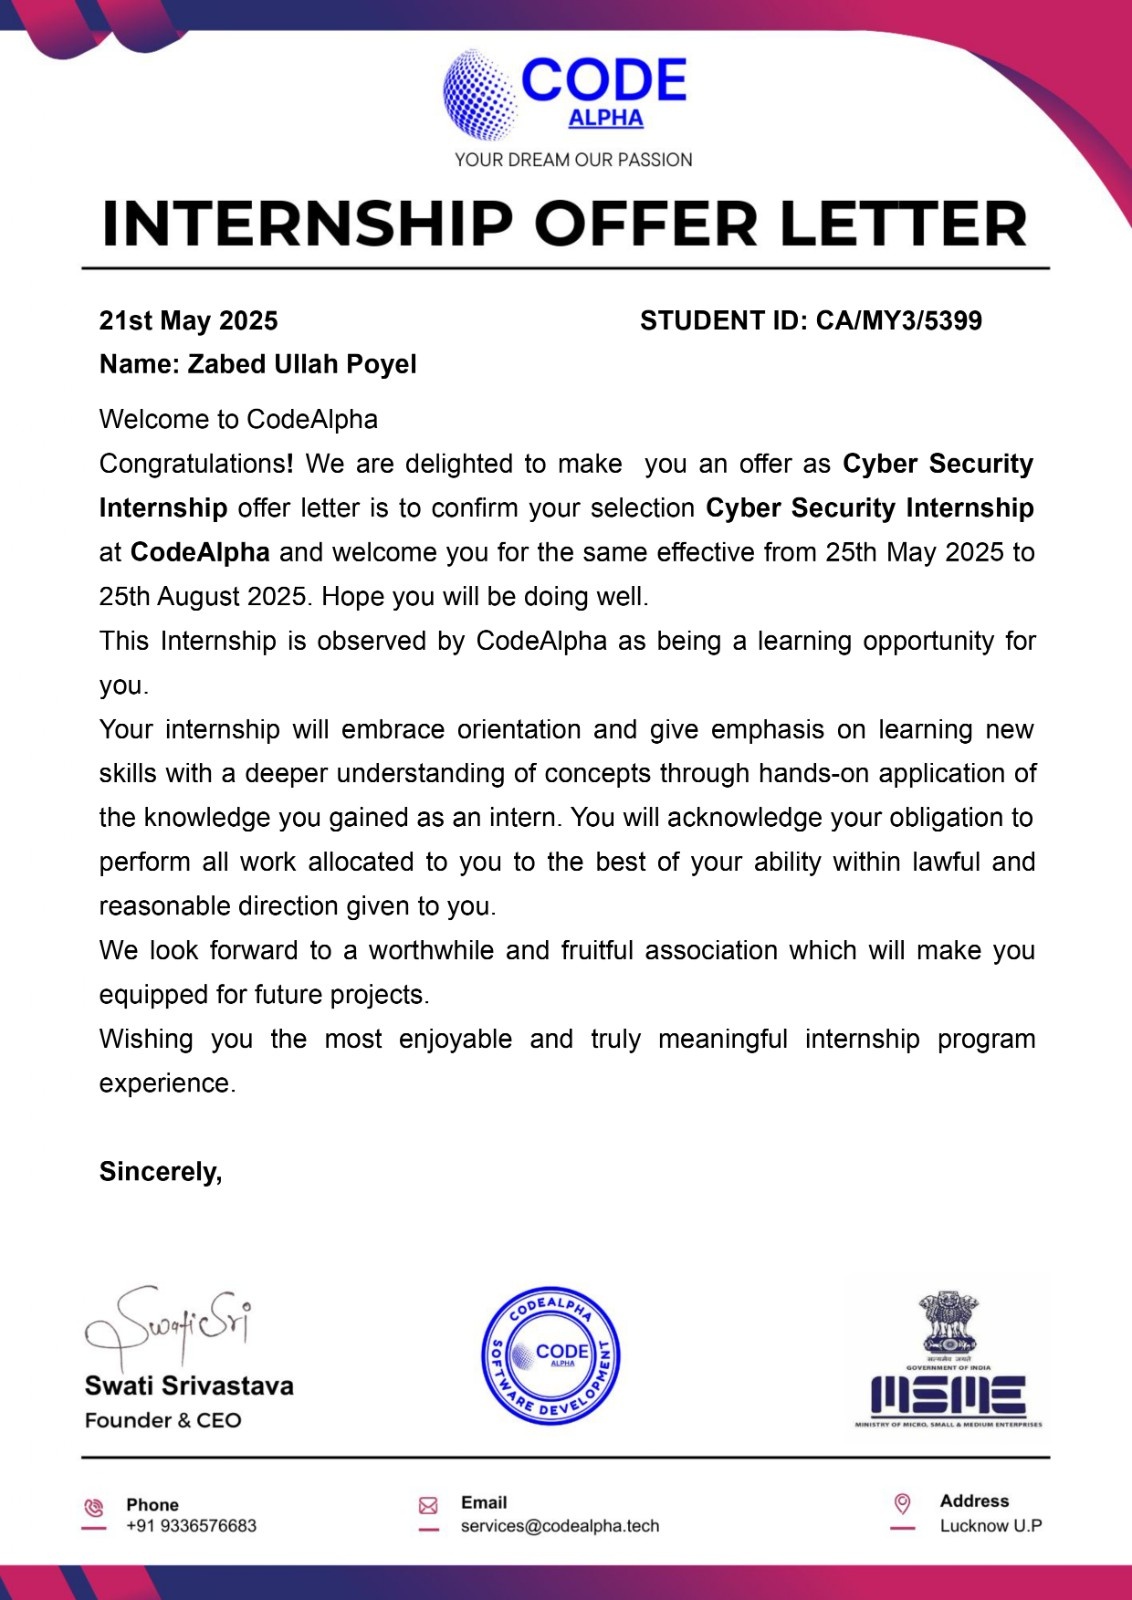 CODE
ALPHA
YOUR DREAM OUR PASSION
INTERNSHIP OFFER LETTER
21st May 2025 STUDENT ID: CA/MY3/5399
Name: Zabed Ullah Poyel
Welcome to CodeAlpha
Congratulations! We are delighted to make you an offer as Cyber Security
Internship offer letter is to confirm your selection Cyber Security Internship
at CodeAlpha and welcome you for the same effective from 25th May 2025 to
25th August 2025. Hope you will be doing well.
This Internship is observed by CodeAlpha as being a learning opportunity for
you.
Your internship will embrace orientation and give emphasis on learning new
skills with a deeper understanding of concepts through hands-on application of
the knowledge you gained as an intern. You will acknowledge your obligation to
perform all work allocated to you to the best of your ability within lawful and
reasonable direction given to you.
We look forward to a worthwhile and fruitful association which will make you
equipped for future projects.
Wishing you the most enjoyable and truly meaningful internship program
experience.
Sincerely,
Swati Sri
Swati Srivastava
Founder & CEO
CODEALPHA
CODE
ALPHA
SOFTWARE DEVELOPMENT
सत्यमेव जयते
GOVERNMENT OF INDIA
MSME
MINISTRY OF MICRO, SMALL & MEDIUM ENTERPRISES
Phone
+91 9336576683
Email
services@codealpha.tech
Address
Lucknow U.P